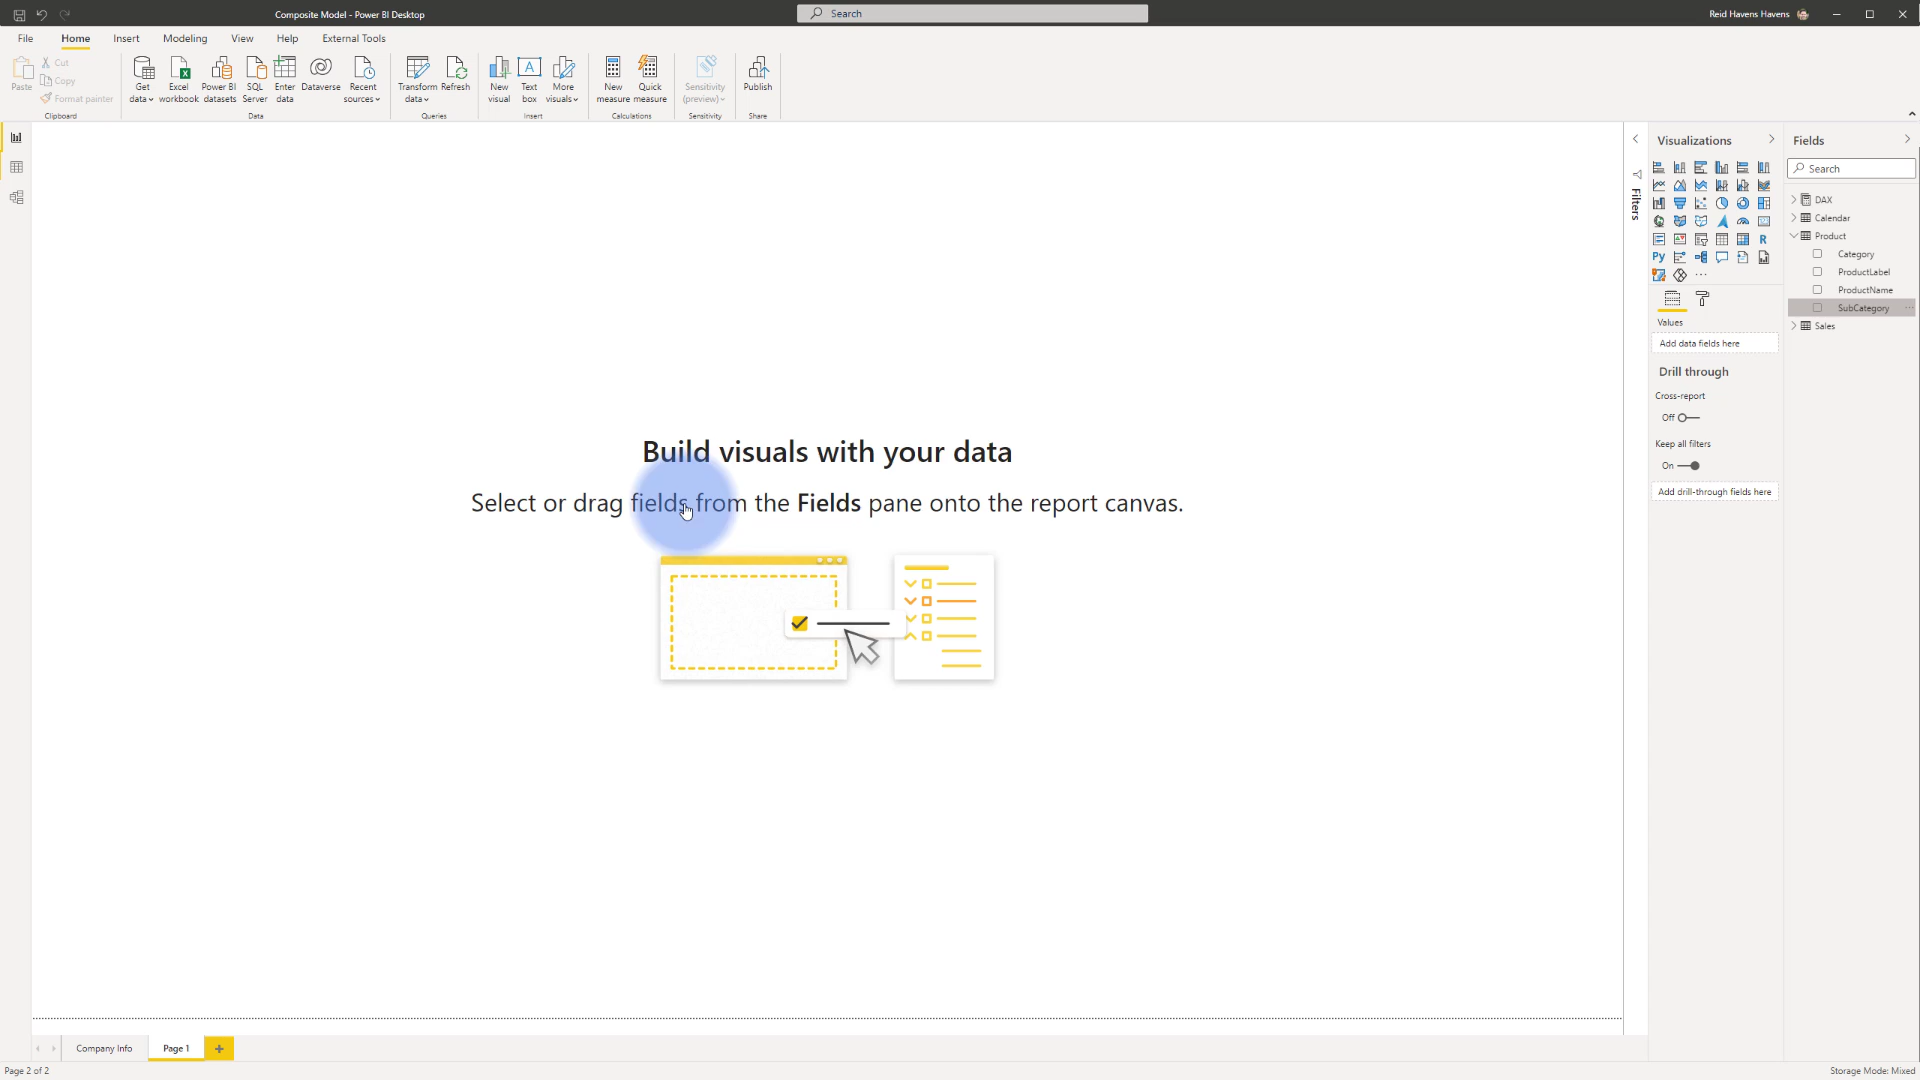 Composite Model - Power BI Desktop
Search
Reid Havens Havens
File Home Insert Modeling View Help External Tools
Paste
Cut
Copy
Format painter
Clipboard
Get data
Excel workbook
Power BI datasets
SQL Server
Enter data
Dataverse
Recent sources
Data
Transform data
Refresh
Queries
New visual
Text box
More visuals
Insert
New measure
Quick measure
Calculations
Sensitivity (preview)
Sensitivity
Publish
Share
Build visuals with your data
Select or drag fields from the Fields pane onto the report canvas.
Filters
Visualizations
R
Py
Values
Add data fields here
Drill through
Cross-report
Off
Keep all filters
On
Add drill-through fields here
Fields
Search
DAX
Calendar
Product
Category
ProductLabel
ProductName
SubCategory
Sales
Company Info
Page 1
Page 2 of 2
Storage Mode: Mixed